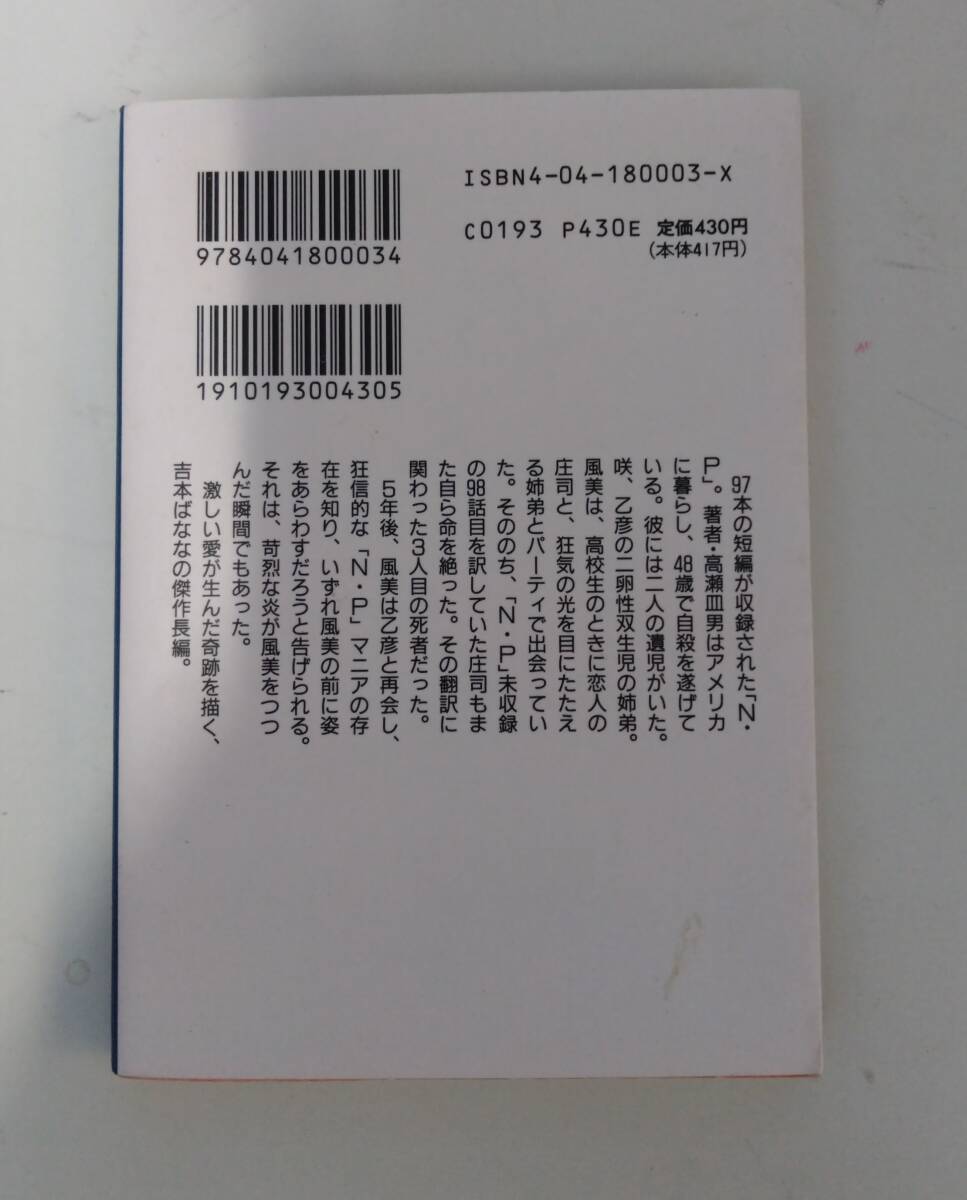 ISBN4-04-180003-X
C0193 P430E 定価430円
(本体417円)
9784041800034
1910193004305
97本の短編が収録された「N・
P」。著者・高瀬皿男はアメリカ
に暮らし、48歳で自殺を遂げて
いる。彼には二人の遺児がいた。
咲、乙彦の二卵性双生児の姉弟。
風美は、高校生のときに恋人の
庄司と、狂気の光を目にたたえ
る姉弟とパーティで出会ってい
た。そののち、「N・P」未収録
の98話目を訳していた庄司もま
た自ら命を絶った。その翻訳に
関わった3人目の死者だった。
5年後、風美は乙彦と再会し、
狂信的な「N・P」マニアの存
在を知り、いずれ風美の前に姿
をあらわすだろうと告げられる。
それは、苛烈な炎が風美をつつ
んだ瞬間でもあった。
激しい愛が生んだ奇跡を描く、
吉本ばななの傑作長編。